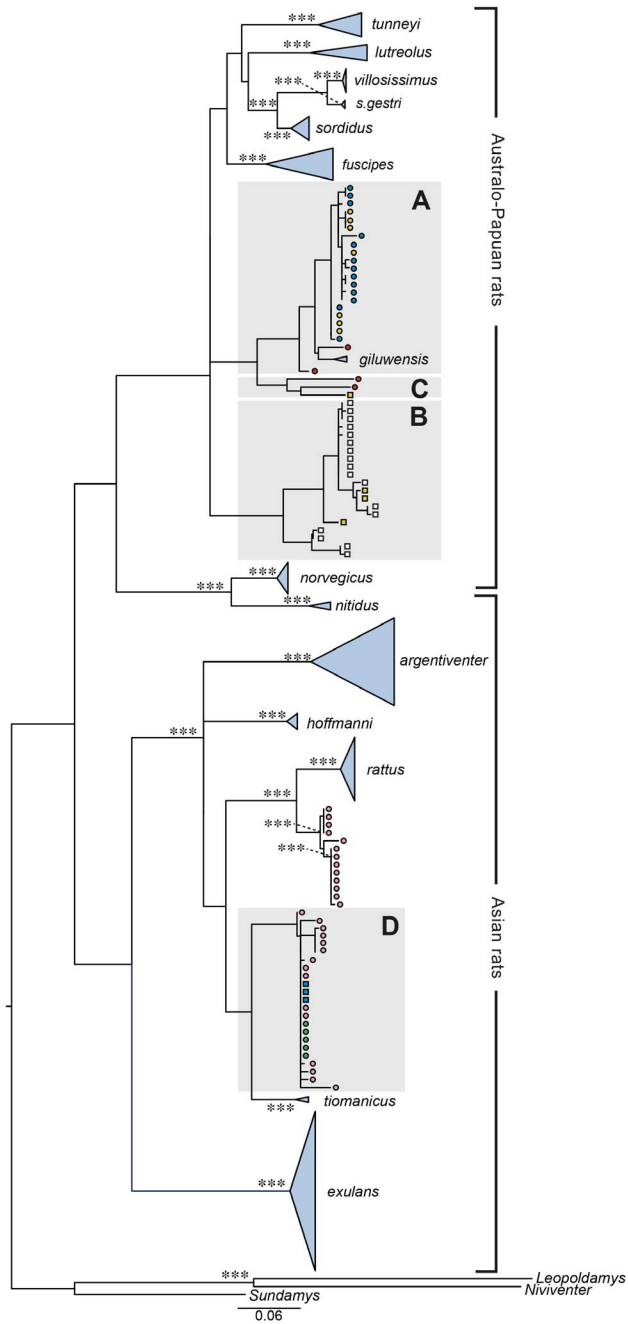 *** tunneyi
*** lutreolus
*** *** villosissimus
s.gestri
***
*** sordidus
*** fuscipes
A
giluwensis
C
B
Australo-Papuan rats
*** norvegicus
***
*** nitidus
*** argentiventer
***
*** hoffmanni
*** rattus
***
***
***
D
Asian rats
*** tiomanicus
*** exulans
*** Leopoldamys
Niviventer
Sundamys
0.06